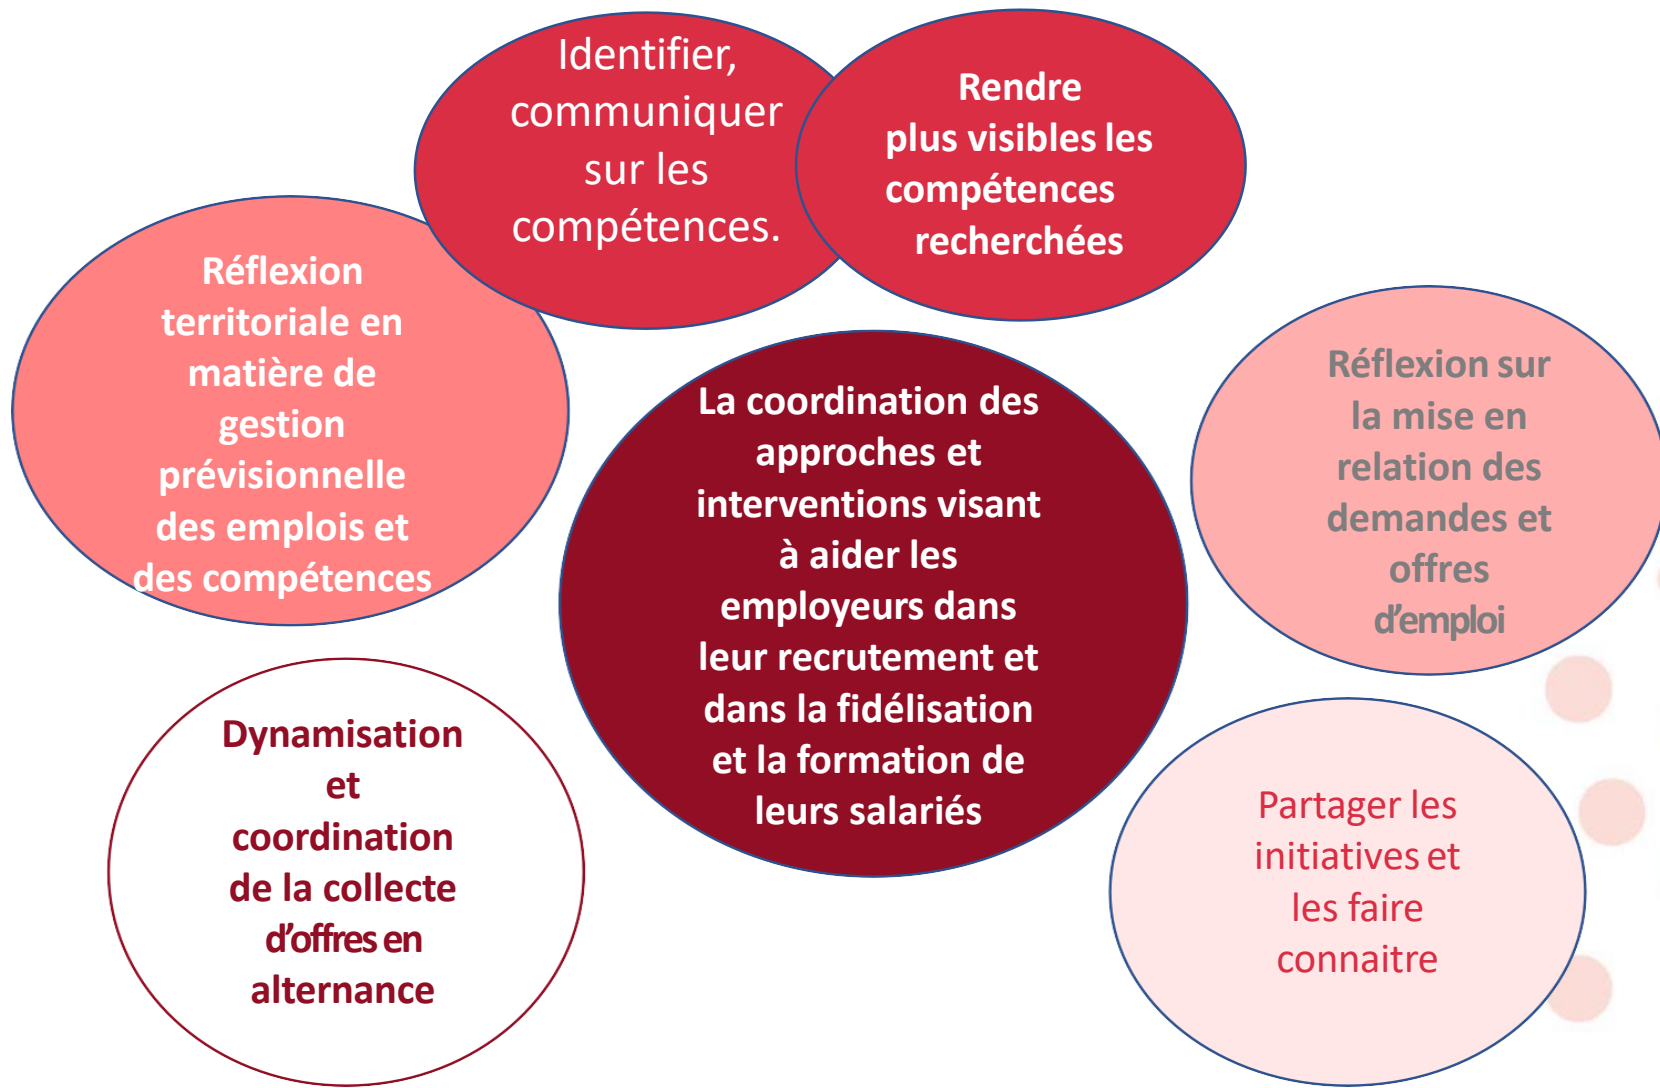 Identifier,
communiquer
sur les
compétences.
Rendre
plus visibles les
compétences
recherchées
Réflexion
territoriale en
matière de
gestion
prévisionnelle
des emplois et
des compétences
La coordination des
approches et
interventions visant
à aider les
employeurs dans
leur recrutement et
dans la fidélisation
et la formation de
leurs salariés
Réflexion sur
la mise en
relation des
demandes et
offres
d'emploi
Dynamisation
et
coordination
de la collecte
d'offres en
alternance
Partager les
initiatives et
les faire
connaitre